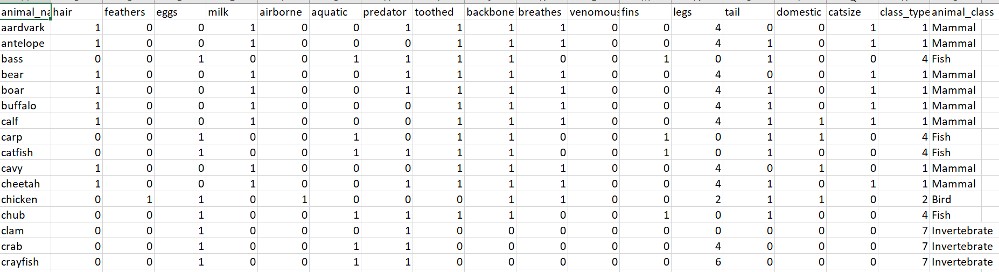 animal_na hair feathers eggs milk airborne aquatic predator toothed backbone breathes venomous fins legs tail domestic catsize class_type animal_class
aardvark 1 0 0 1 0 0 1 1 1 1 0 0 4 0 0 1 1 Mammal
antelope 1 0 0 1 0 0 0 1 1 1 0 0 4 1 0 1 1 Mammal
bass 0 0 1 0 0 1 1 1 1 0 0 1 0 1 0 0 4 Fish
bear 1 0 0 1 0 0 1 1 1 1 0 0 4 0 0 1 1 Mammal
boar 1 0 0 1 0 0 1 1 1 1 0 0 4 1 0 1 1 Mammal
buffalo 1 0 0 1 0 0 0 1 1 1 0 0 4 1 0 1 1 Mammal
calf 1 0 0 1 0 0 0 1 1 1 0 0 4 1 1 1 1 Mammal
carp 0 0 1 0 0 1 0 1 1 0 0 1 0 1 1 0 4 Fish
catfish 0 0 1 0 0 1 1 1 1 0 0 1 0 1 0 0 4 Fish
cavy 1 0 0 1 0 0 0 1 1 1 0 0 4 0 1 0 1 Mammal
cheetah 1 0 0 1 0 0 1 1 1 1 0 0 4 1 0 1 1 Mammal
chicken 0 1 1 0 1 0 0 0 1 1 0 0 2 1 1 0 2 Bird
chub 0 0 1 0 0 1 1 1 1 0 0 1 0 1 0 0 4 Fish
clam 0 0 1 0 0 0 1 0 0 0 0 0 0 0 0 0 7 Invertebrate
crab 0 0 1 0 0 1 1 0 0 0 0 0 4 0 0 0 7 Invertebrate
crayfish 0 0 1 0 0 1 1 0 0 0 0 0 6 0 0 0 7 Invertebrate